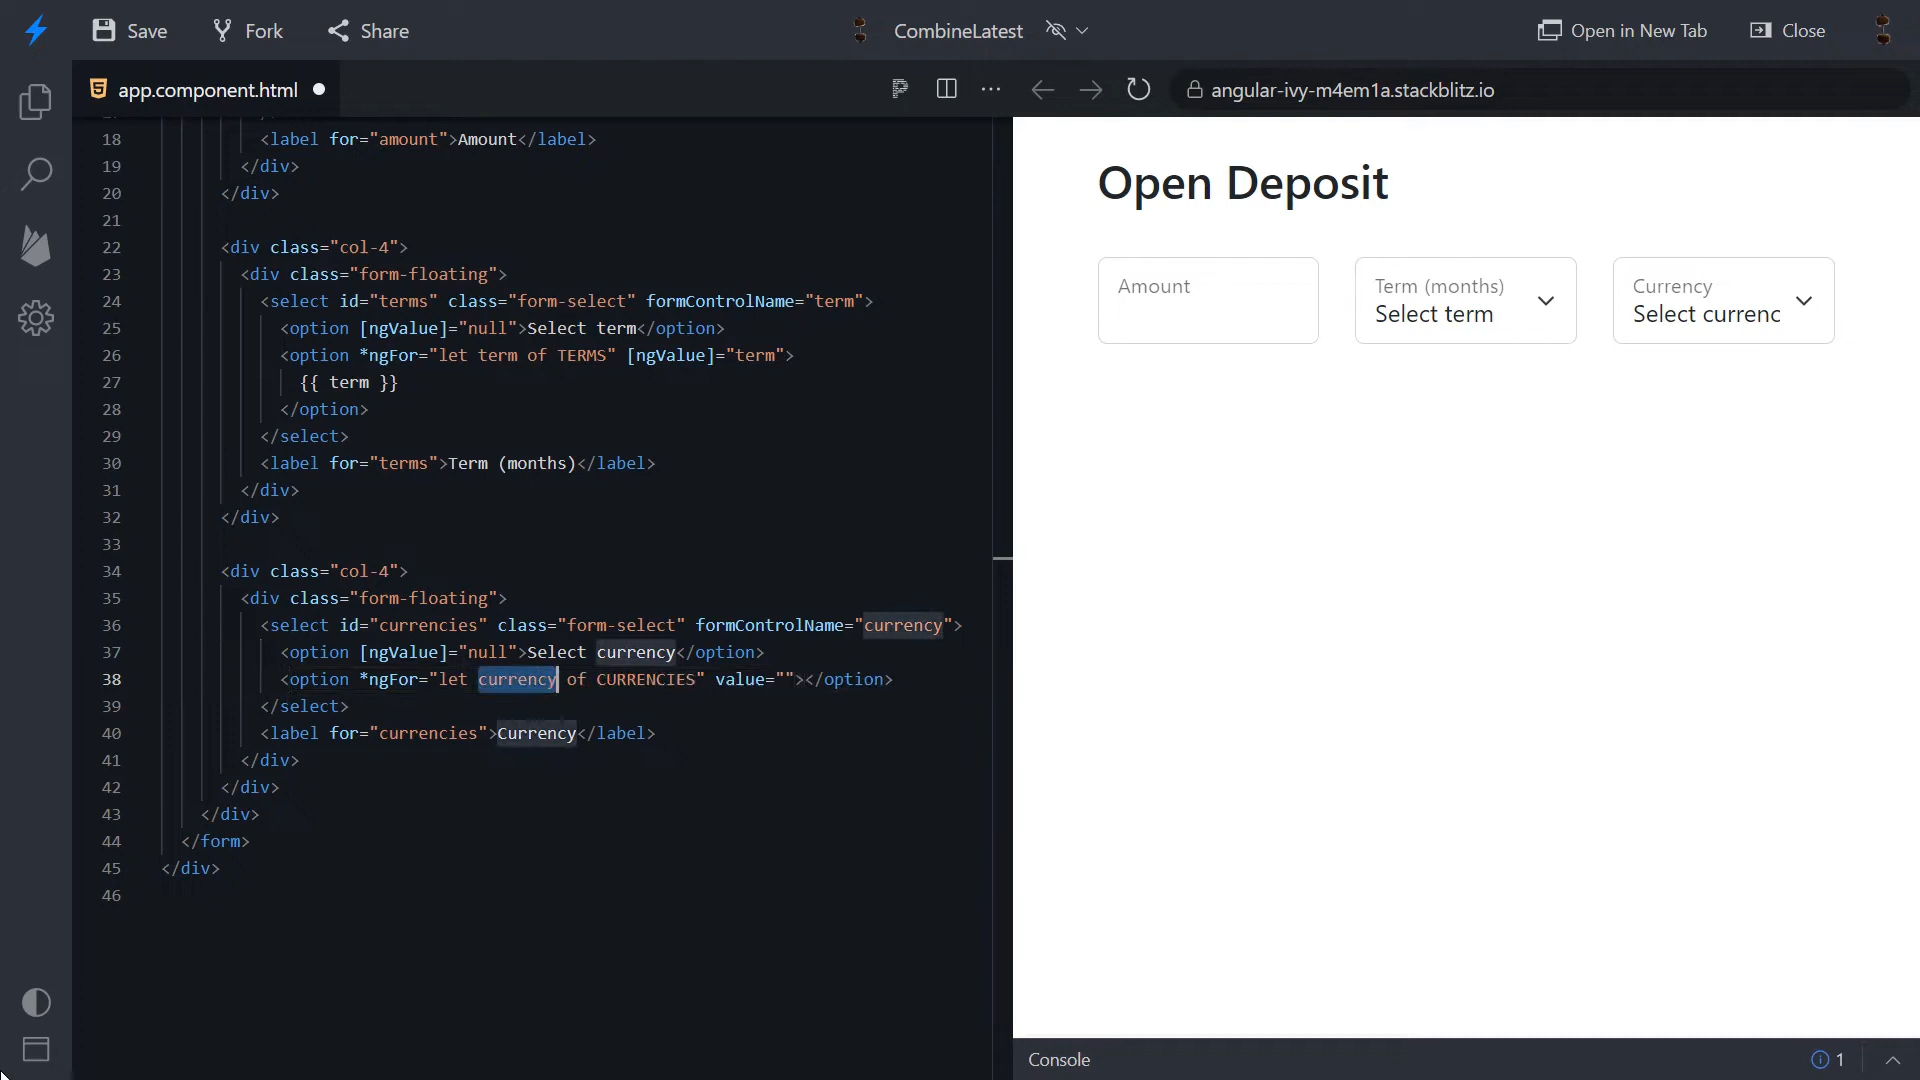 Save
Fork
Share
CombineLatest
Open in New Tab
Close
app.component.html
angular-ivy-m4em1a.stackblitz.io
18 <label for="amount">Amount</label>
19 </div>
20 </div>
21
22 <div class="col-4">
23 <div class="form-floating">
24 <select id="terms" class="form-select" formControlName="term">
25 <option [ngValue]="null">Select term</option>
26 <option *ngFor="let term of TERMS" [ngValue]="term">
27 {{ term }}
28 </option>
29 </select>
30 <label for="terms">Term (months)</label>
31 </div>
32 </div>
33
34 <div class="col-4">
35 <div class="form-floating">
36 <select id="currencies" class="form-select" formControlName="currency">
37 <option [ngValue]="null">Select currency</option>
38 <option *ngFor="let currency of CURRENCIES" value=""></option>
39 </select>
40 <label for="currencies">Currency</label>
41 </div>
42 </div>
43 </div>
44 </form>
45 </div>
46
Open Deposit
Amount
Term (months)
Select term
Currency
Select currenc
Console
1